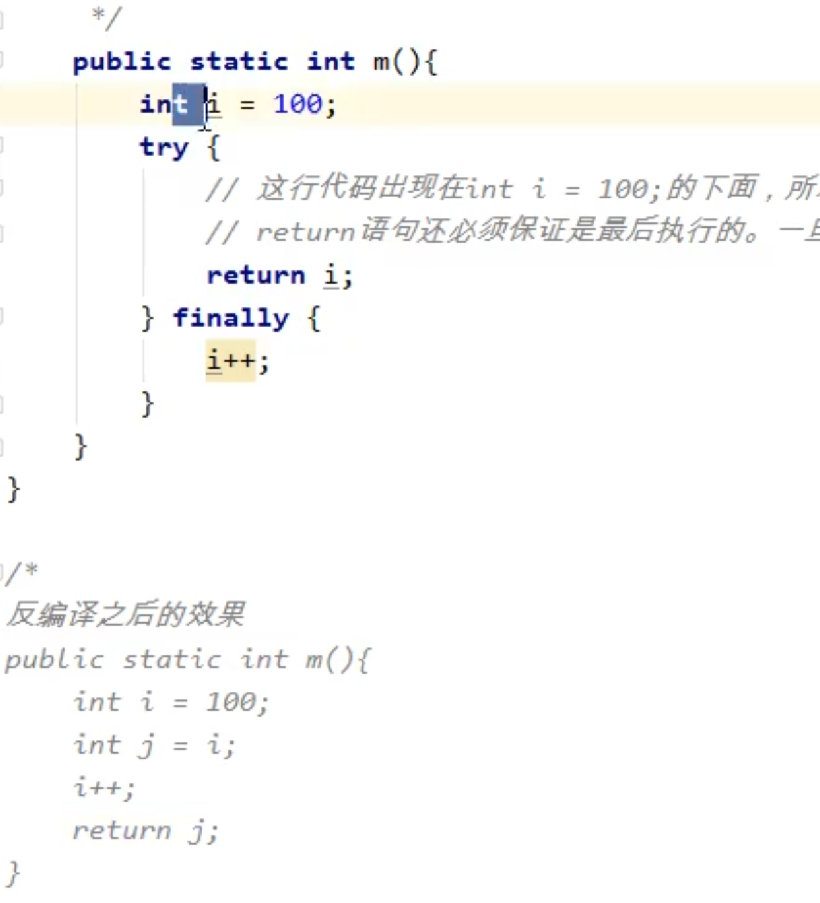 */
public static int m(){
int i = 100;
try {
// 这行代码出现在int i = 100;的下面，所
// return语句还必须保证是最后执行的。一旦
return i;
} finally {
i++;
}
}
}
/*
反编译之后的效果
public static int m(){
int i = 100;
int j = i;
i++;
return j;
}